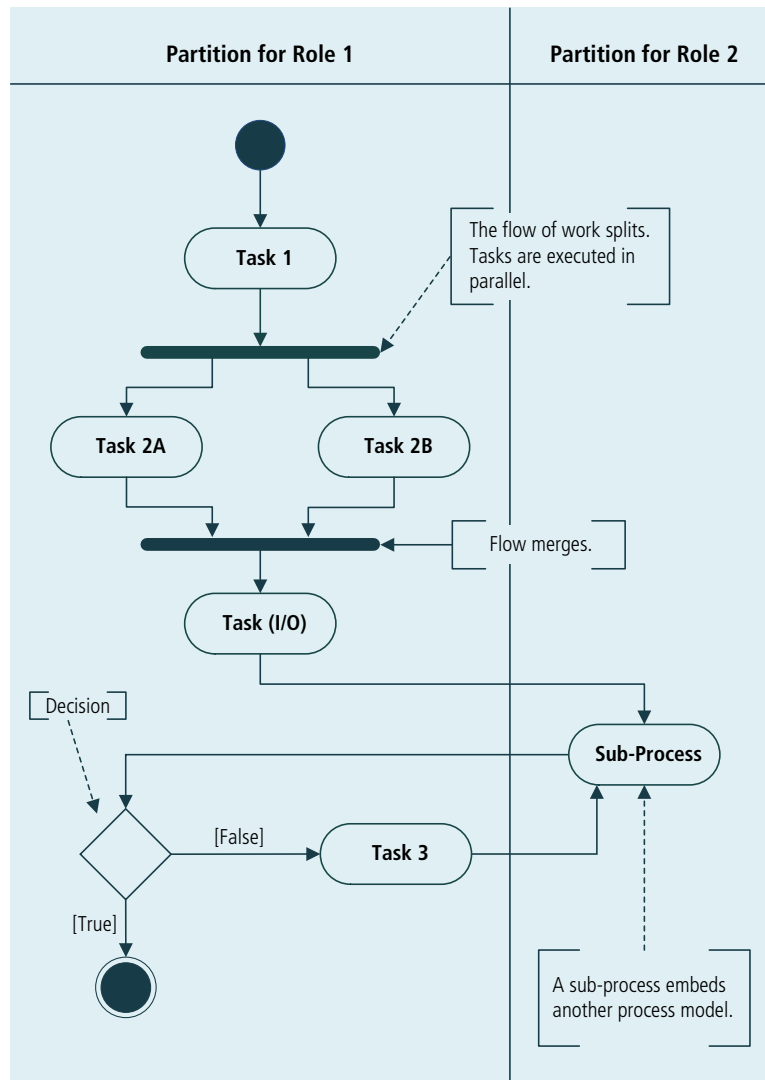 Partition for Role 1
Partition for Role 2
The flow of work splits.
Tasks are executed in
parallel.
Task 1
Task 2A
Task 2B
Flow merges.
Task (I/O)
Decision
Sub-Process
[False]
Task 3
[True]
A sub-process embeds
another process model.